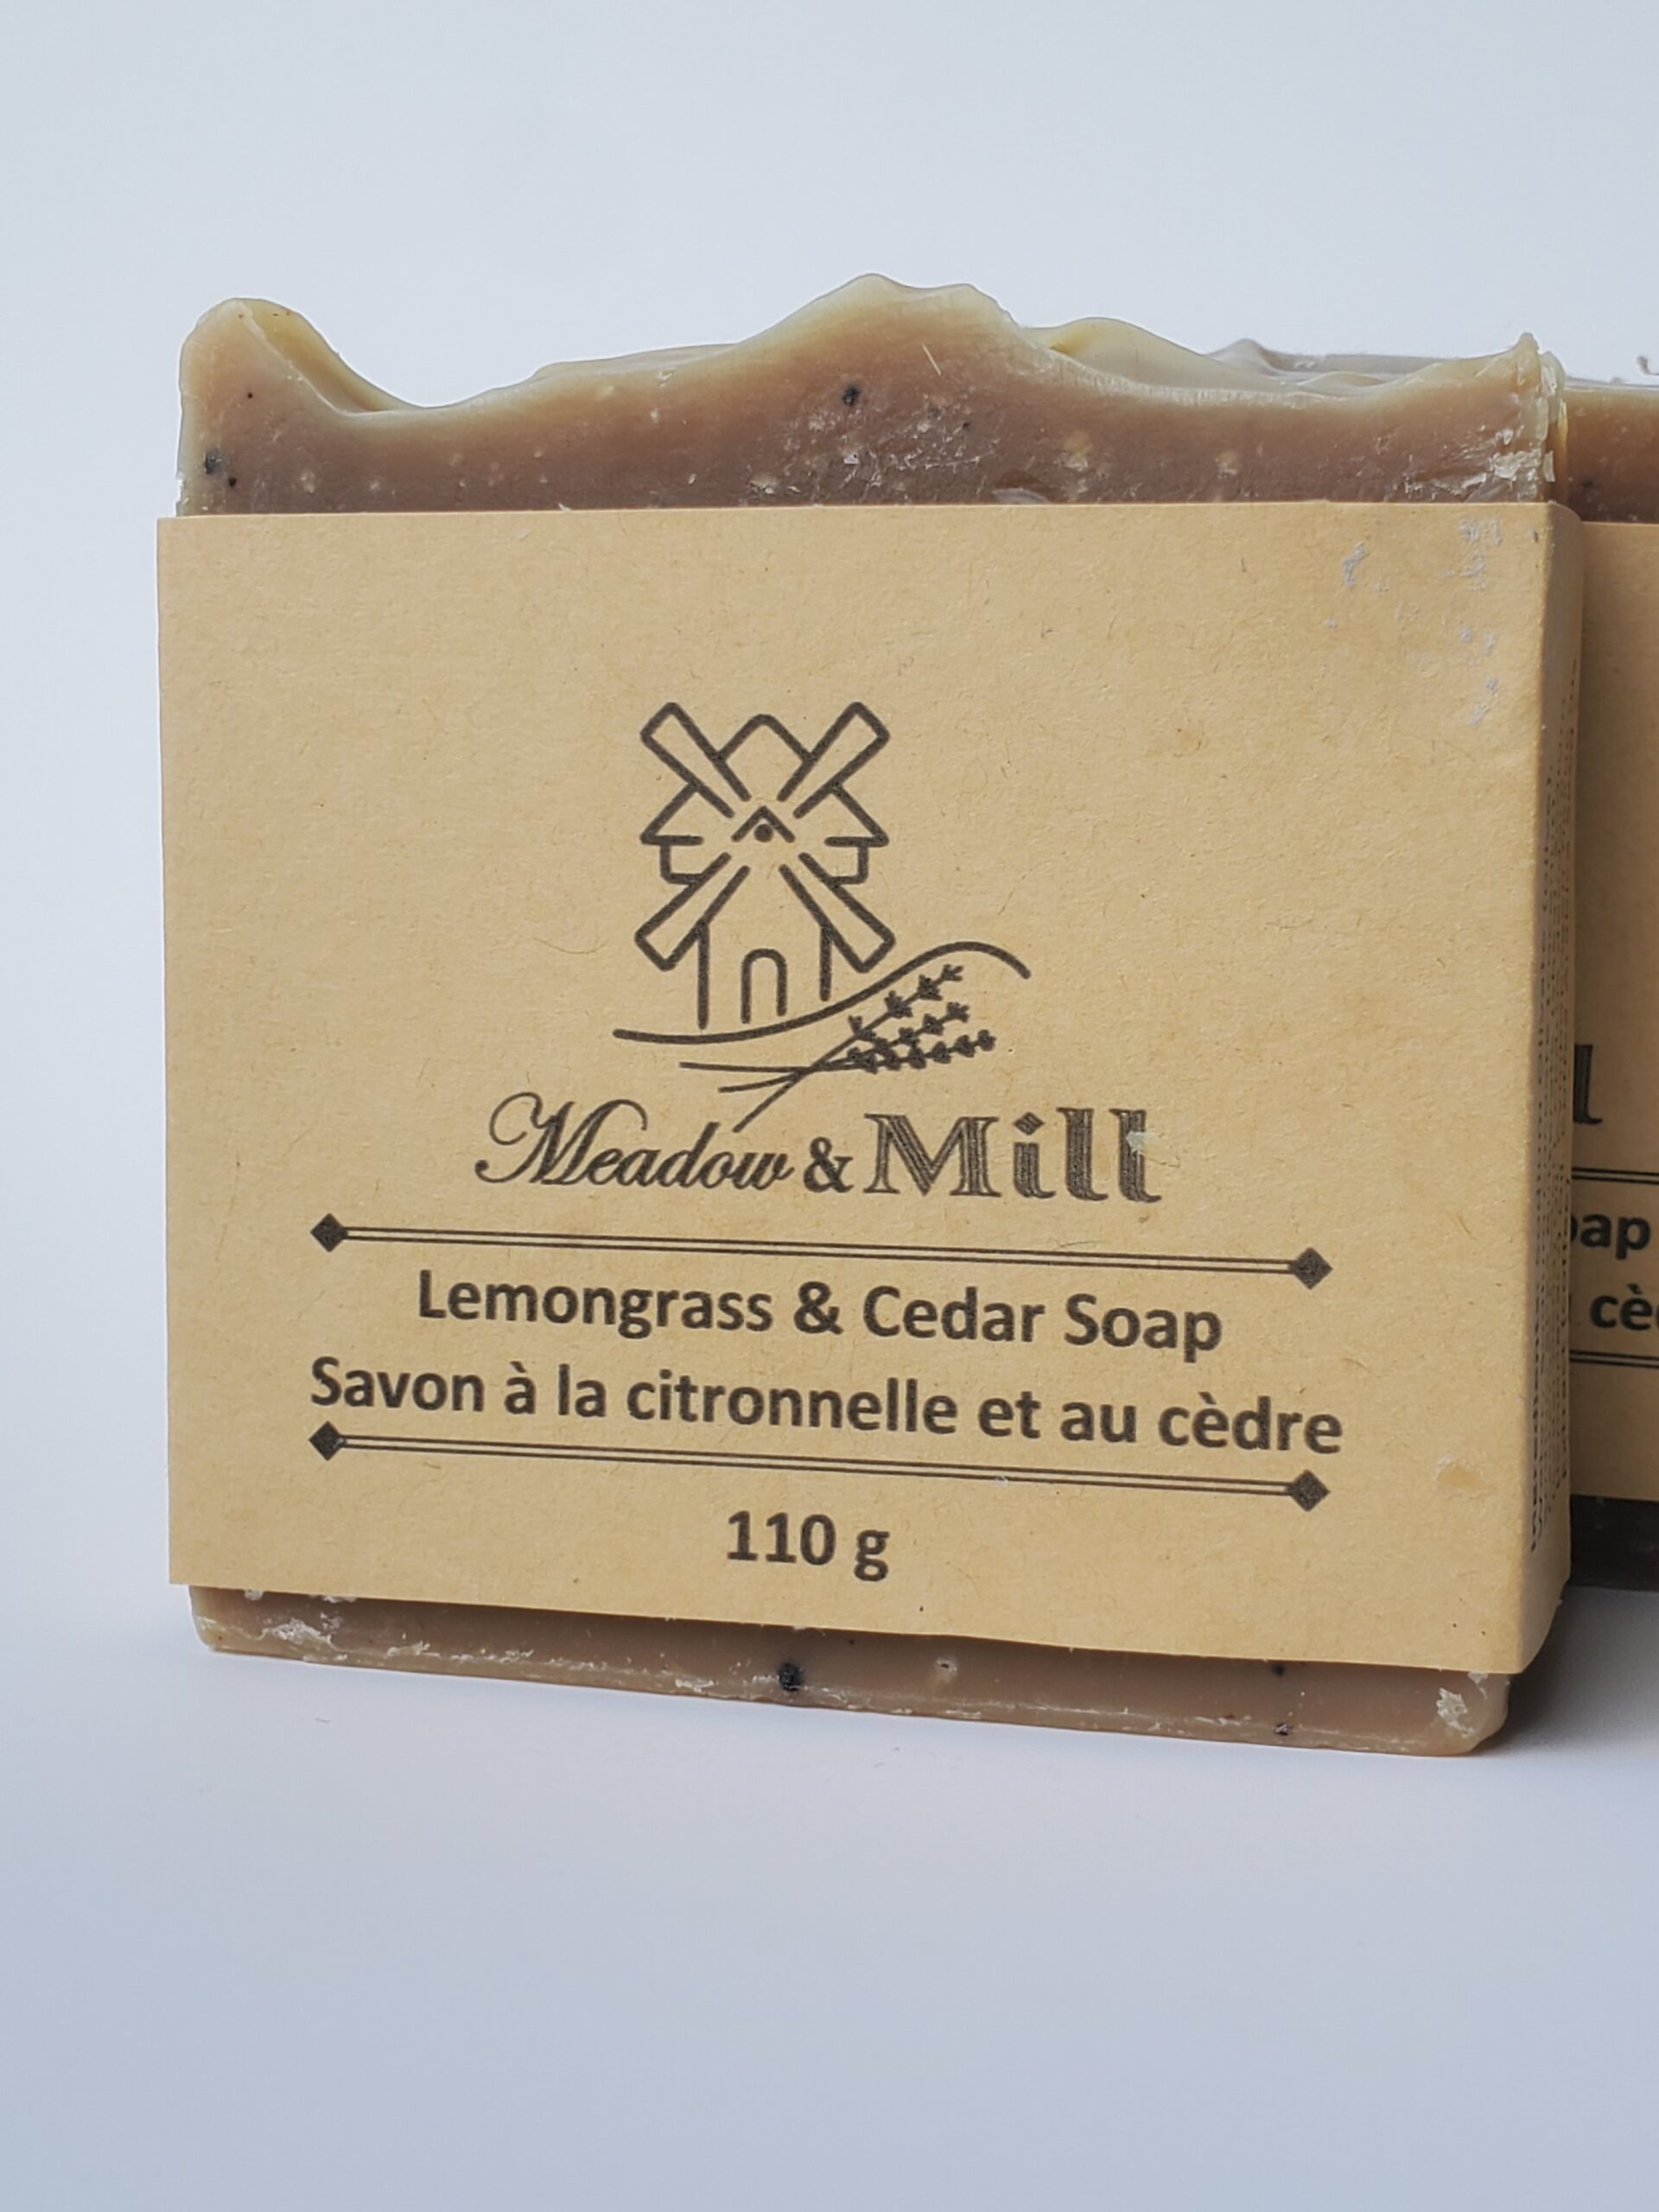 Meadow & Mill
Lemongrass & Cedar Soap
Savon à la citronnelle et au cèdre
110 g